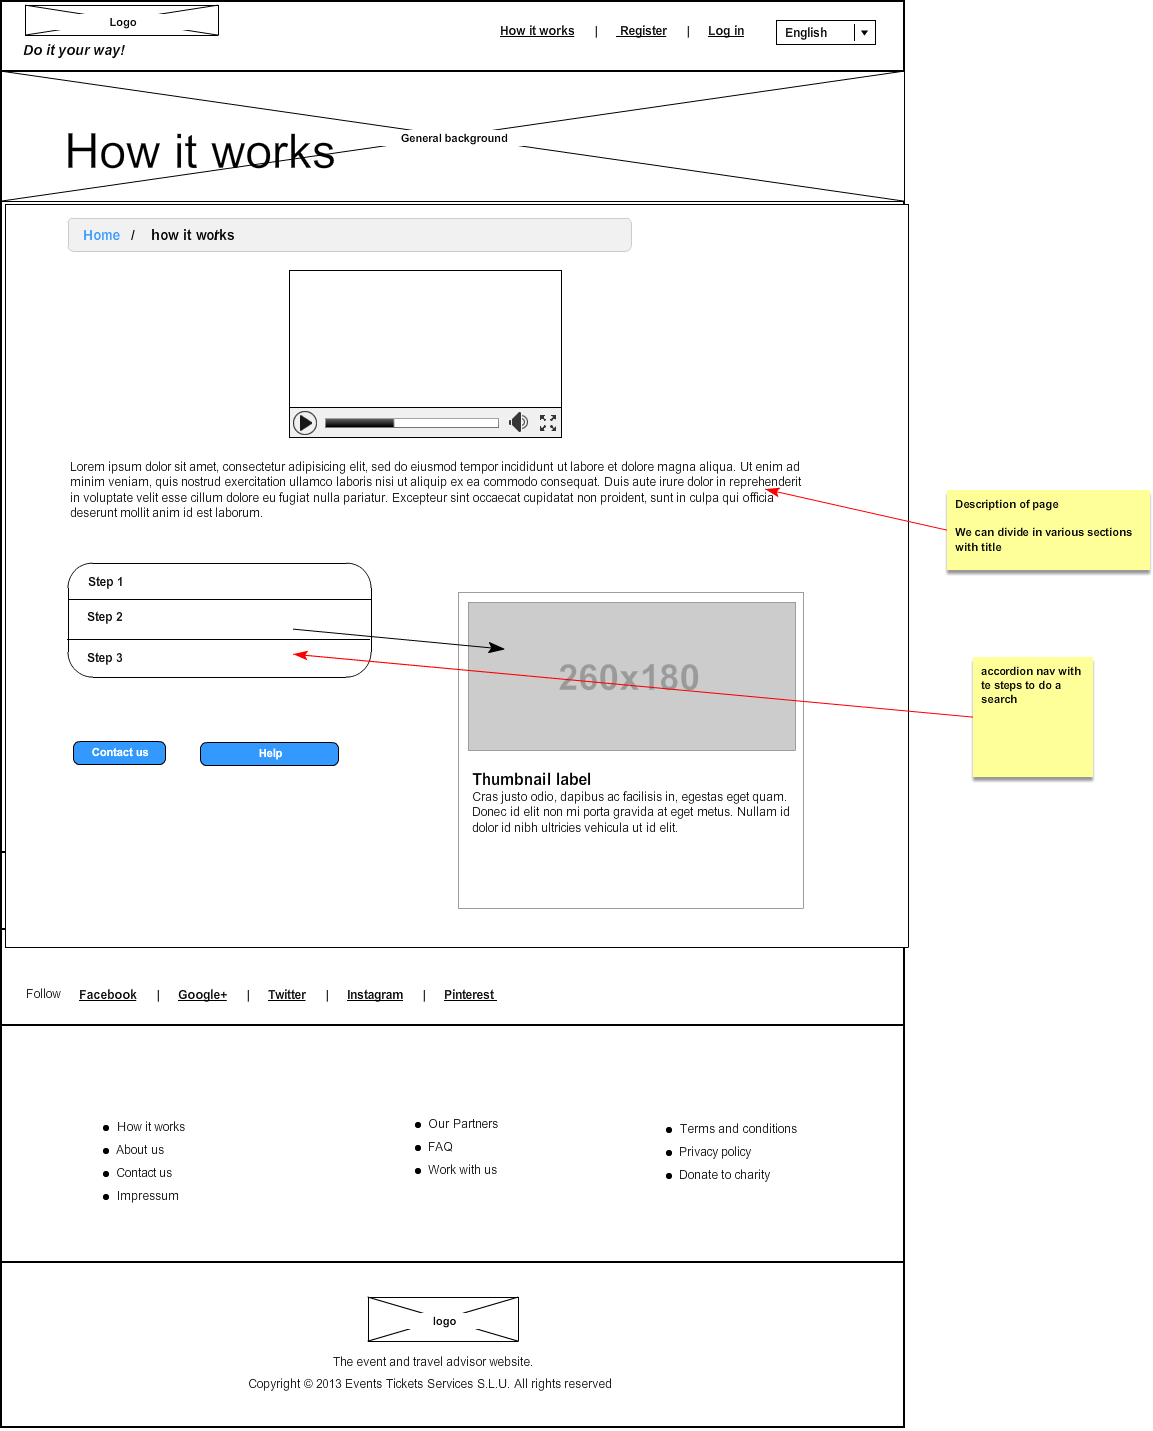 Logo
Do it your way!
How it works | Register | Log in
English
General background
How it works
Home / how it works
Lorem ipsum dolor sit amet, consectetur adipisicing elit, sed do eiusmod tempor incididunt ut labore et dolore magna aliqua. Ut enim ad
minim veniam, quis nostrud exercitation ullamco laboris nisi ut aliquip ex ea commodo consequat. Duis aute irure dolor in reprehenderit
in voluptate velit esse cillum dolore eu fugiat nulla pariatur. Excepteur sint occaecat cupidatat non proident, sunt in culpa qui officia
deserunt mollit anim id est laborum.
Description of page
We can divide in various sections
with title
Step 1
Step 2
Step 3
260x180
accordion nav with
te steps to do a
search
Contact us
Help
Thumbnail label
Cras justo odio, dapibus ac facilisis in, egestas eget quam.
Donec id elit non mi porta gravida at eget metus. Nullam id
dolor id nibh ultricies vehicula ut id elit.
Follow Facebook | Google+ | Twitter | Instagram | Pinterest
How it works
About us
Contact us
Impressum
Our Partners
FAQ
Work with us
Terms and conditions
Privacy policy
Donate to charity
logo
The event and travel advisor website.
Copyright © 2013 Events Tickets Services S.L.U. All rights reserved